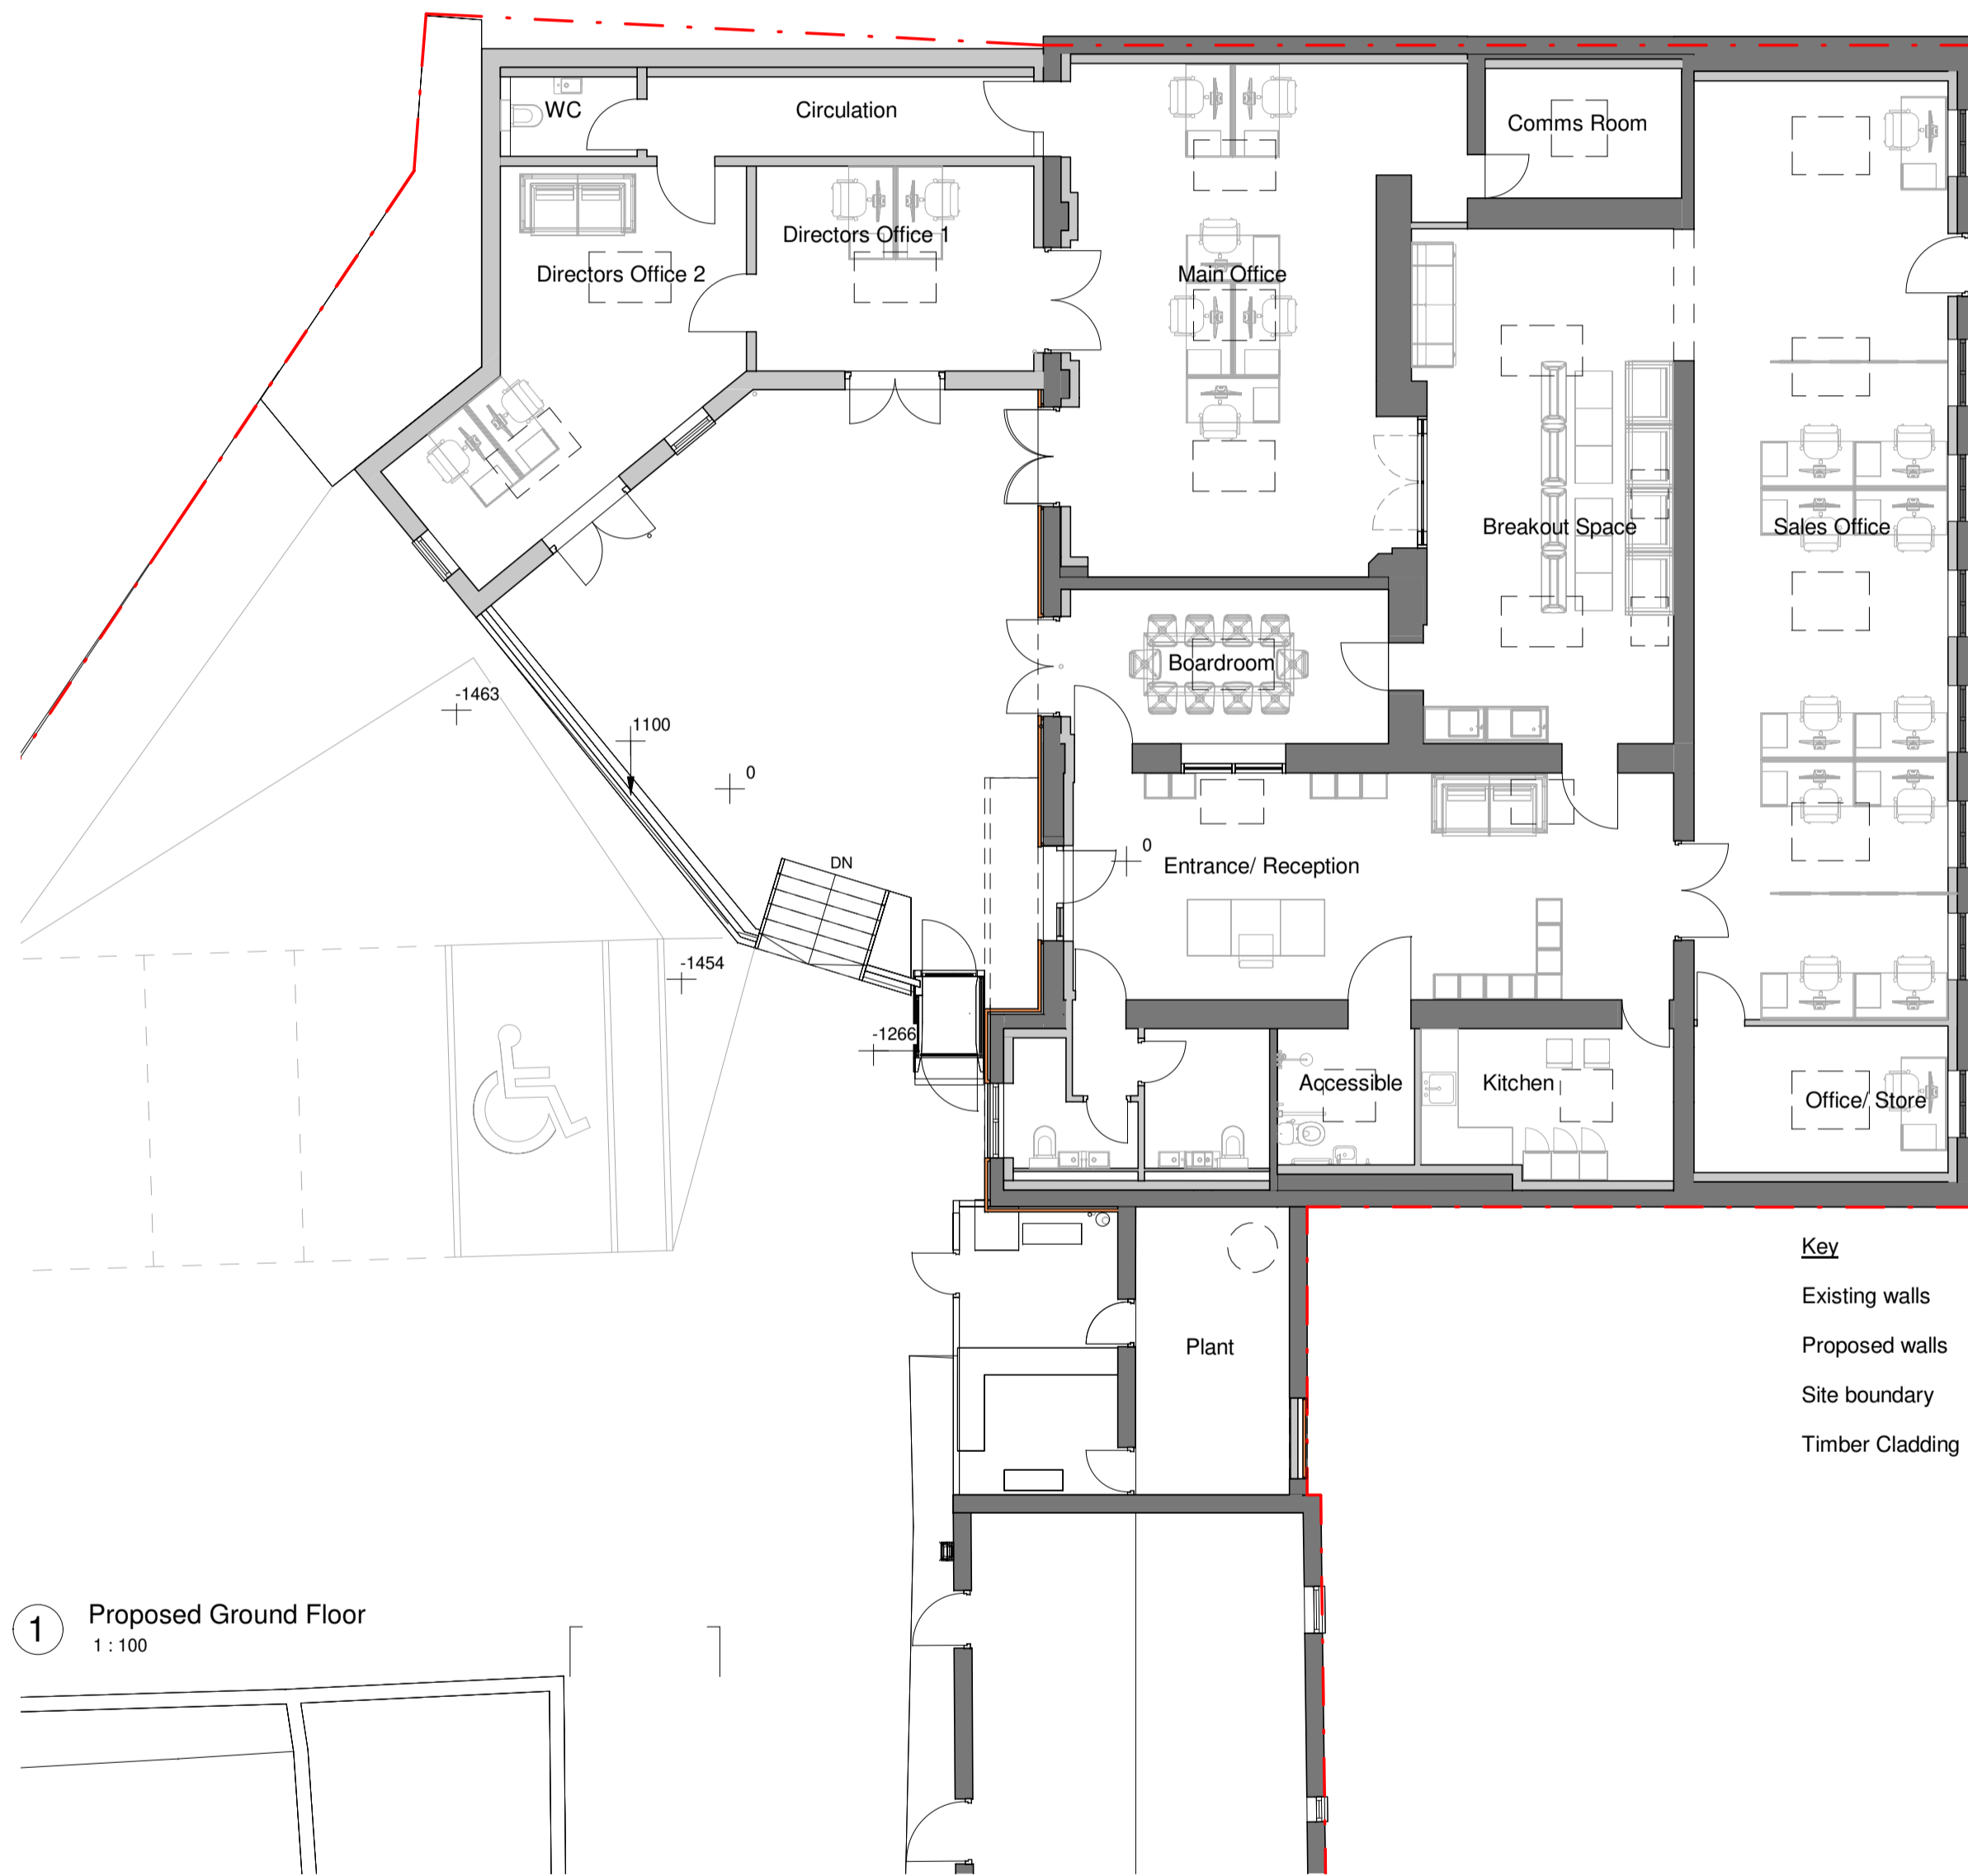 WC
Circulation
Comms Room
Directors Office 1
Directors Office 2
Main Office
Breakout Space
Sales Office
Boardroom
-1463
1100
0
0
DN
Entrance/ Reception
-1454
-1266
Accessible
Kitchen
Office/ Store
Key
Existing walls
Proposed walls
Site boundary
Timber Cladding
Plant
1
Proposed Ground Floor
1 : 100